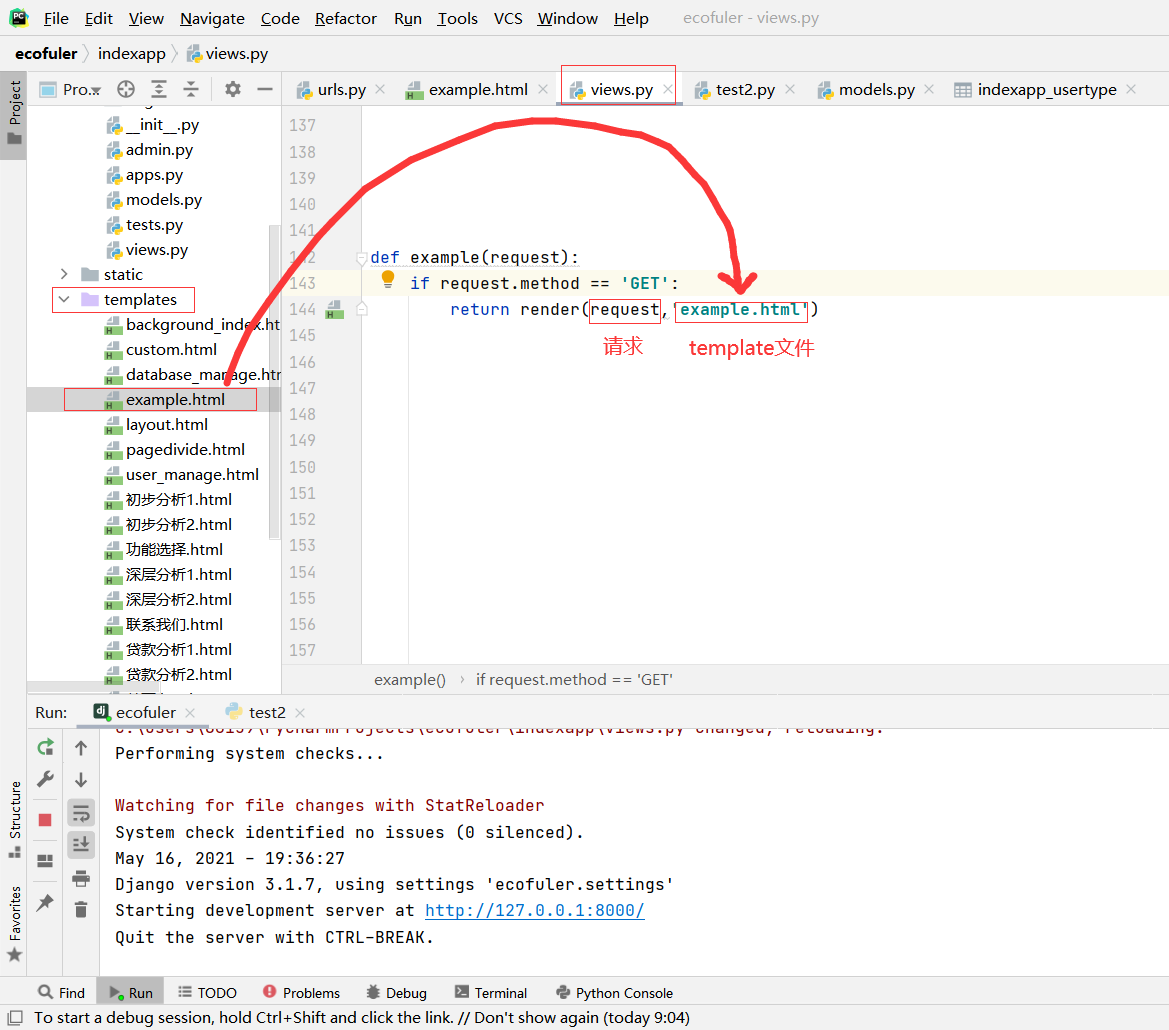 File Edit View Navigate Code Refactor Run Tools VCS Window Help ecofuler - views.py
ecofuler indexapp views.py
Project
Pro...
urls.py example.html views.py test2.py models.py indexapp_usertype
__init__.py
admin.py
apps.py
models.py
tests.py
views.py
static
templates
background_index.ht
custom.html
database_manage.htr
example.html
layout.html
pagedivide.html
user_manage.html
初步分析1.html
初步分析2.html
功能选择.html
深层分析1.html
深层分析2.html
联系我们.html
贷款分析1.html
贷款分析2.html
137
138
139
140
141
142 def example(request):
143 if request.method == 'GET':
144 return render(request,'example.html')
请求 template文件
145
146
147
148
149
150
151
152
153
154
155
156
157
example() › if request.method == 'GET'
Run: ecofuler test2
Performing system checks...
Watching for file changes with StatReloader
System check identified no issues (0 silenced).
May 16, 2021 - 19:36:27
Django version 3.1.7, using settings 'ecofuler.settings'
Starting development server at http://127.0.0.1:8000/
Quit the server with CTRL-BREAK.
Structure
Favorites
Find Run TODO Problems Debug Terminal Python Console
To start a debug session, hold Ctrl+Shift and click the link. // Don't show again (today 9:04)